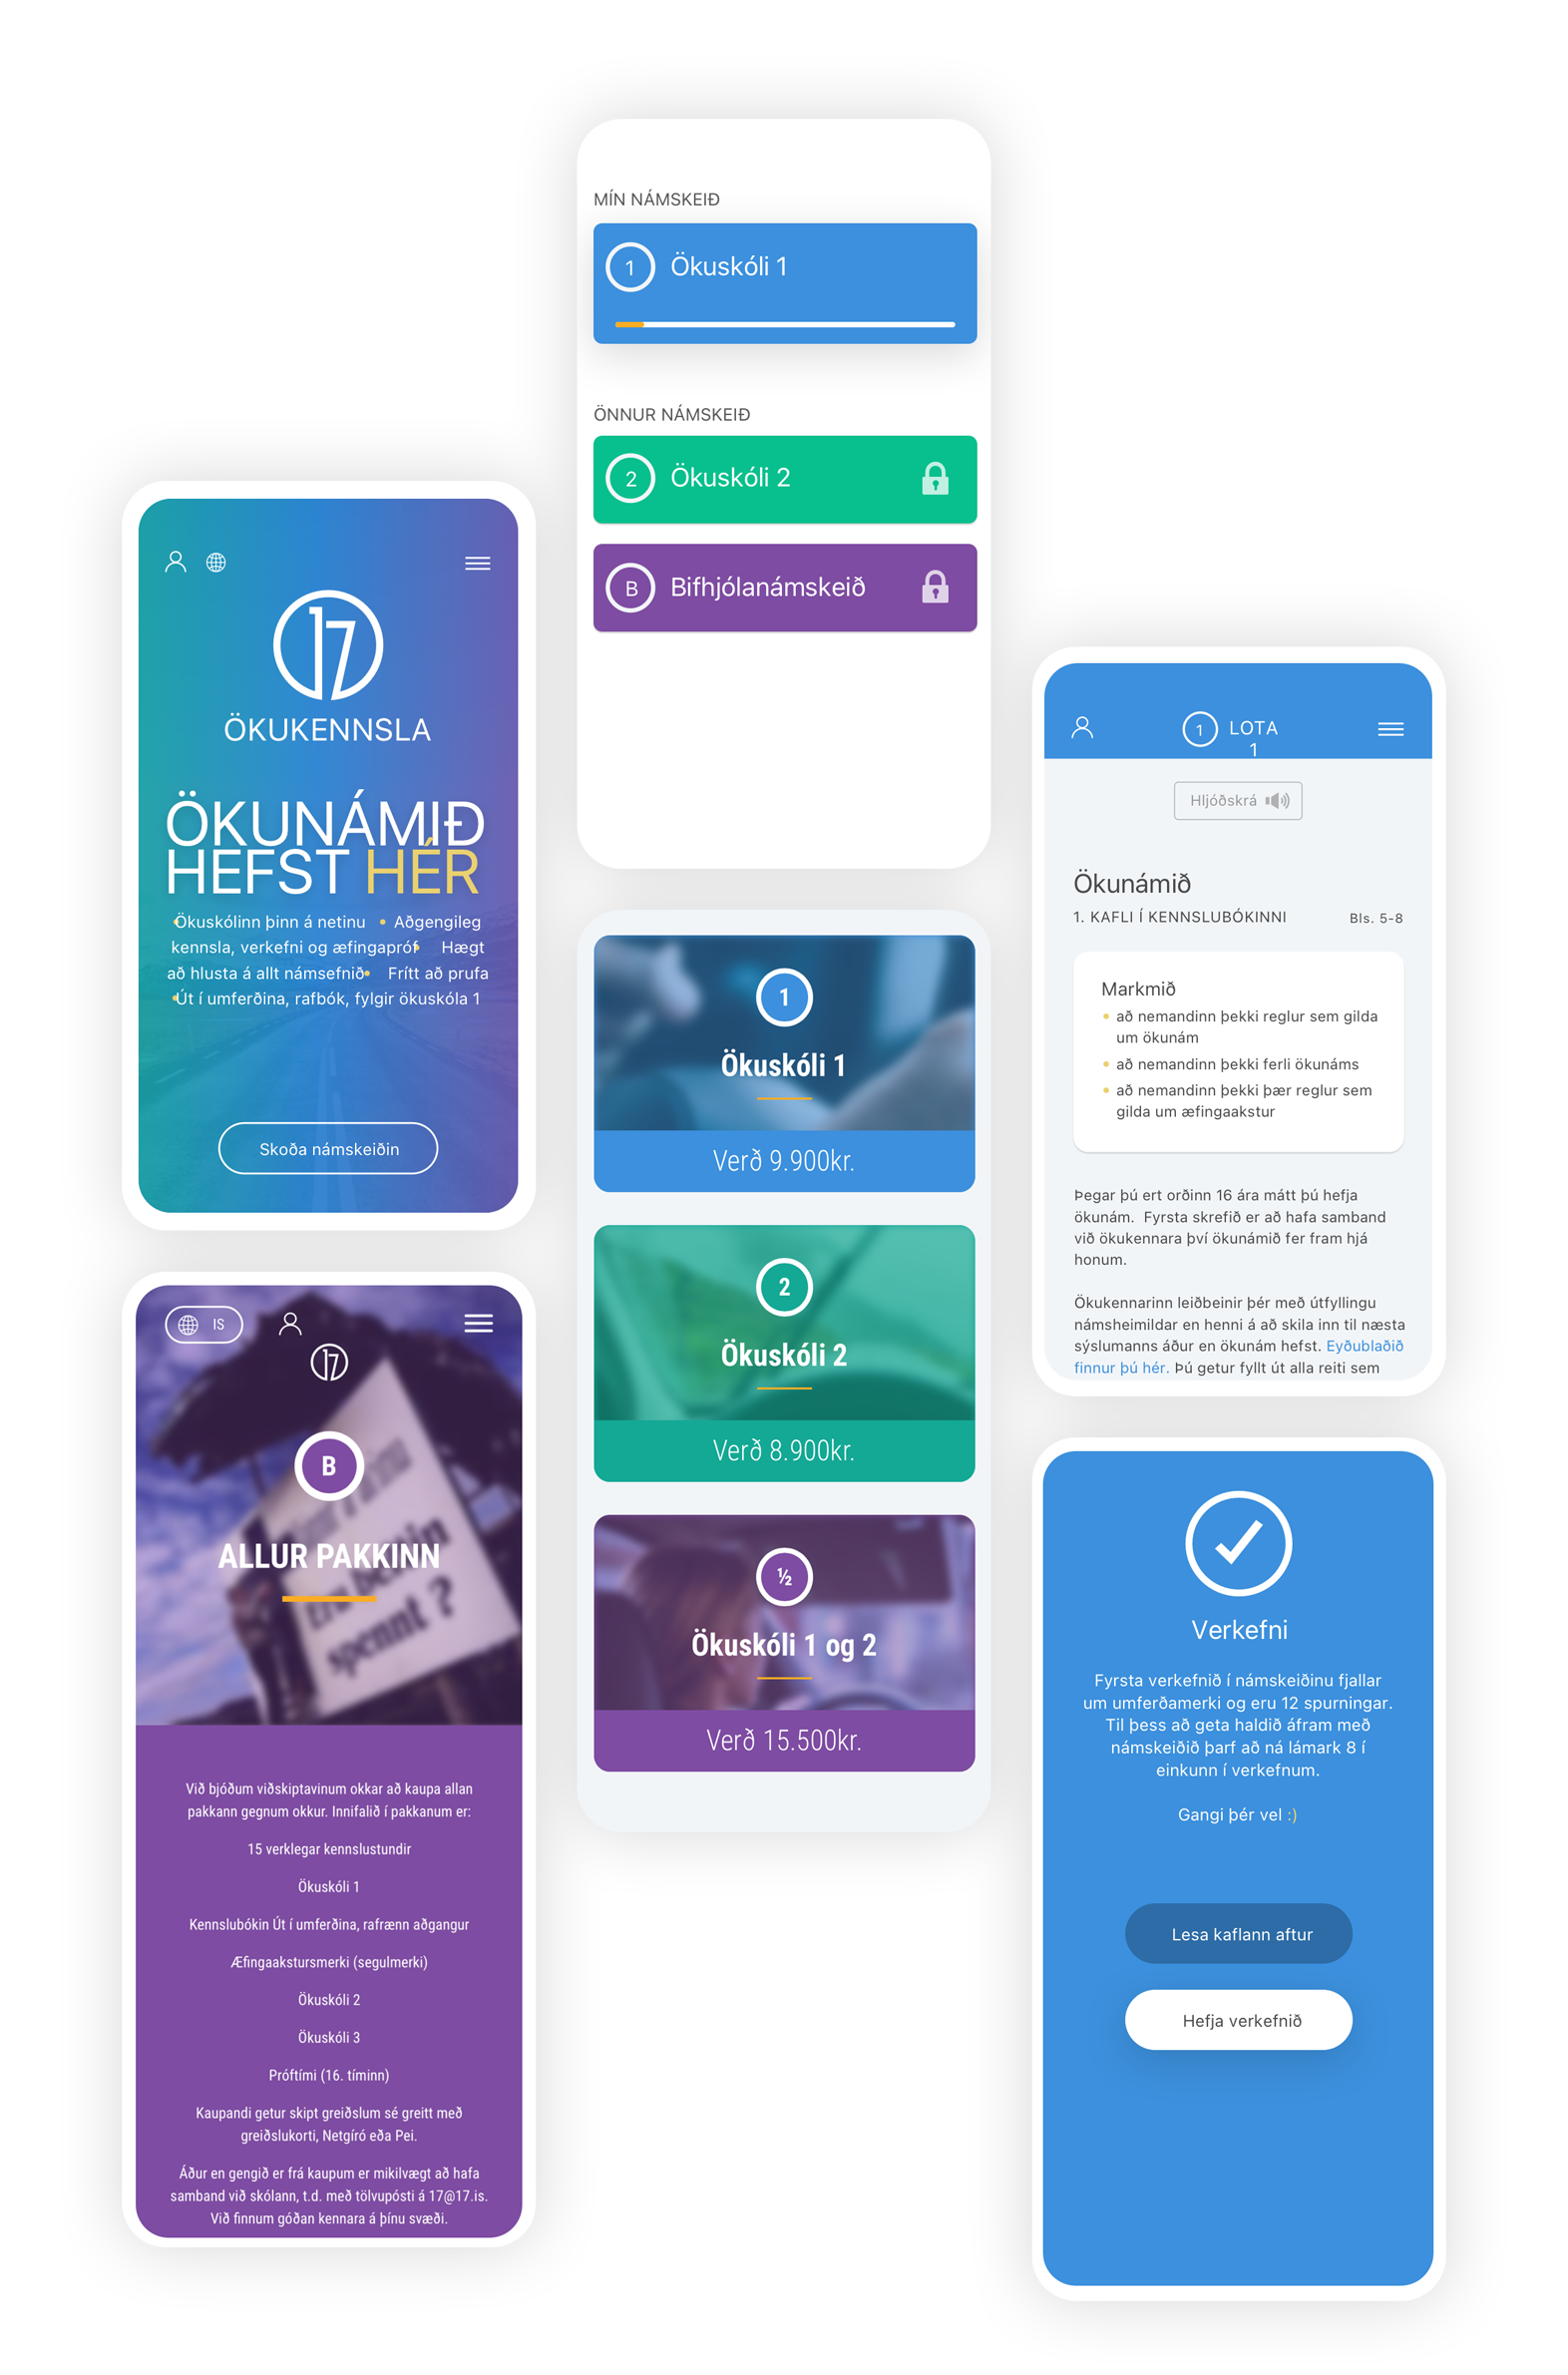 MÍN NÁMSKEIÐ
1 Ökuskóli 1
ÖNNUR NÁMSKEIÐ
2 Ökuskóli 2
B Bifhjólanámskeið
17
ÖKUKENNSLA
ÖKUNÁMIÐ
HEFST HÉR
• Ökuskólinn þinn á netinu • Aðgengileg
kennsla, verkefni og æfingapróf • Hægt
að hlusta á allt námsefnið • Frítt að prufa
• Út í umferðina, rafbók, fylgir ökuskóla 1
Skoða námskeiðin
IS
17
B
ALLUR PAKKINN
spennt ?
Við bjóðum viðskiptavinum okkar að kaupa allan
pakkann gegnum okkur. Innifalið í pakkanum er:
15 verklegar kennslustundir
Ökuskóli 1
Kennslubókin Út í umferðina, rafrænn aðgangur
Æfingaakstursmerki (segulmerki)
Ökuskóli 2
Ökuskóli 3
Próftími (16. tíminn)
Kaupandi getur skipt greiðslum sé greitt með
greiðslukorti, Netgíró eða Pei.
Áður en gengið er frá kaupum er mikilvægt að hafa
samband við skólann, t.d. með tölvupósti á 17@17.is.
Við finnum góðan kennara á þínu svæði.
1
Ökuskóli 1
Verð 9.900kr.
2
Ökuskóli 2
Verð 8.900kr.
½
Ökuskóli 1 og 2
Verð 15.500kr.
1 LOTA
1
Hljóðskrá
Ökunámið
1. KAFLI Í KENNSLUBÓKINNI Bls. 5-8
Markmið
• að nemandinn þekki reglur sem gilda
um ökunám
• að nemandinn þekki ferli ökunáms
• að nemandinn þekki þær reglur sem
gilda um æfingaakstur
Þegar þú ert orðinn 16 ára mátt þú hefja
ökunám. Fyrsta skrefið er að hafa samband
við ökukennara því ökunámið fer fram hjá
honum.
Ökukennarinn leiðbeinir þér með útfyllingu
námsheimildar en henni á að skila inn til næsta
sýslumanns áður en ökunám hefst. Eyðublaðið
finnur þú hér. Þú getur fyllt út alla reiti sem
Verkefni
Fyrsta verkefnið í námskeiðinu fjallar
um umferðamerki og eru 12 spurningar.
Til þess að geta haldið áfram með
námskeiðið þarf að ná lámark 8 í
einkunn í verkefnum.
Gangi þér vel :)
Lesa kaflann aftur
Hefja verkefnið